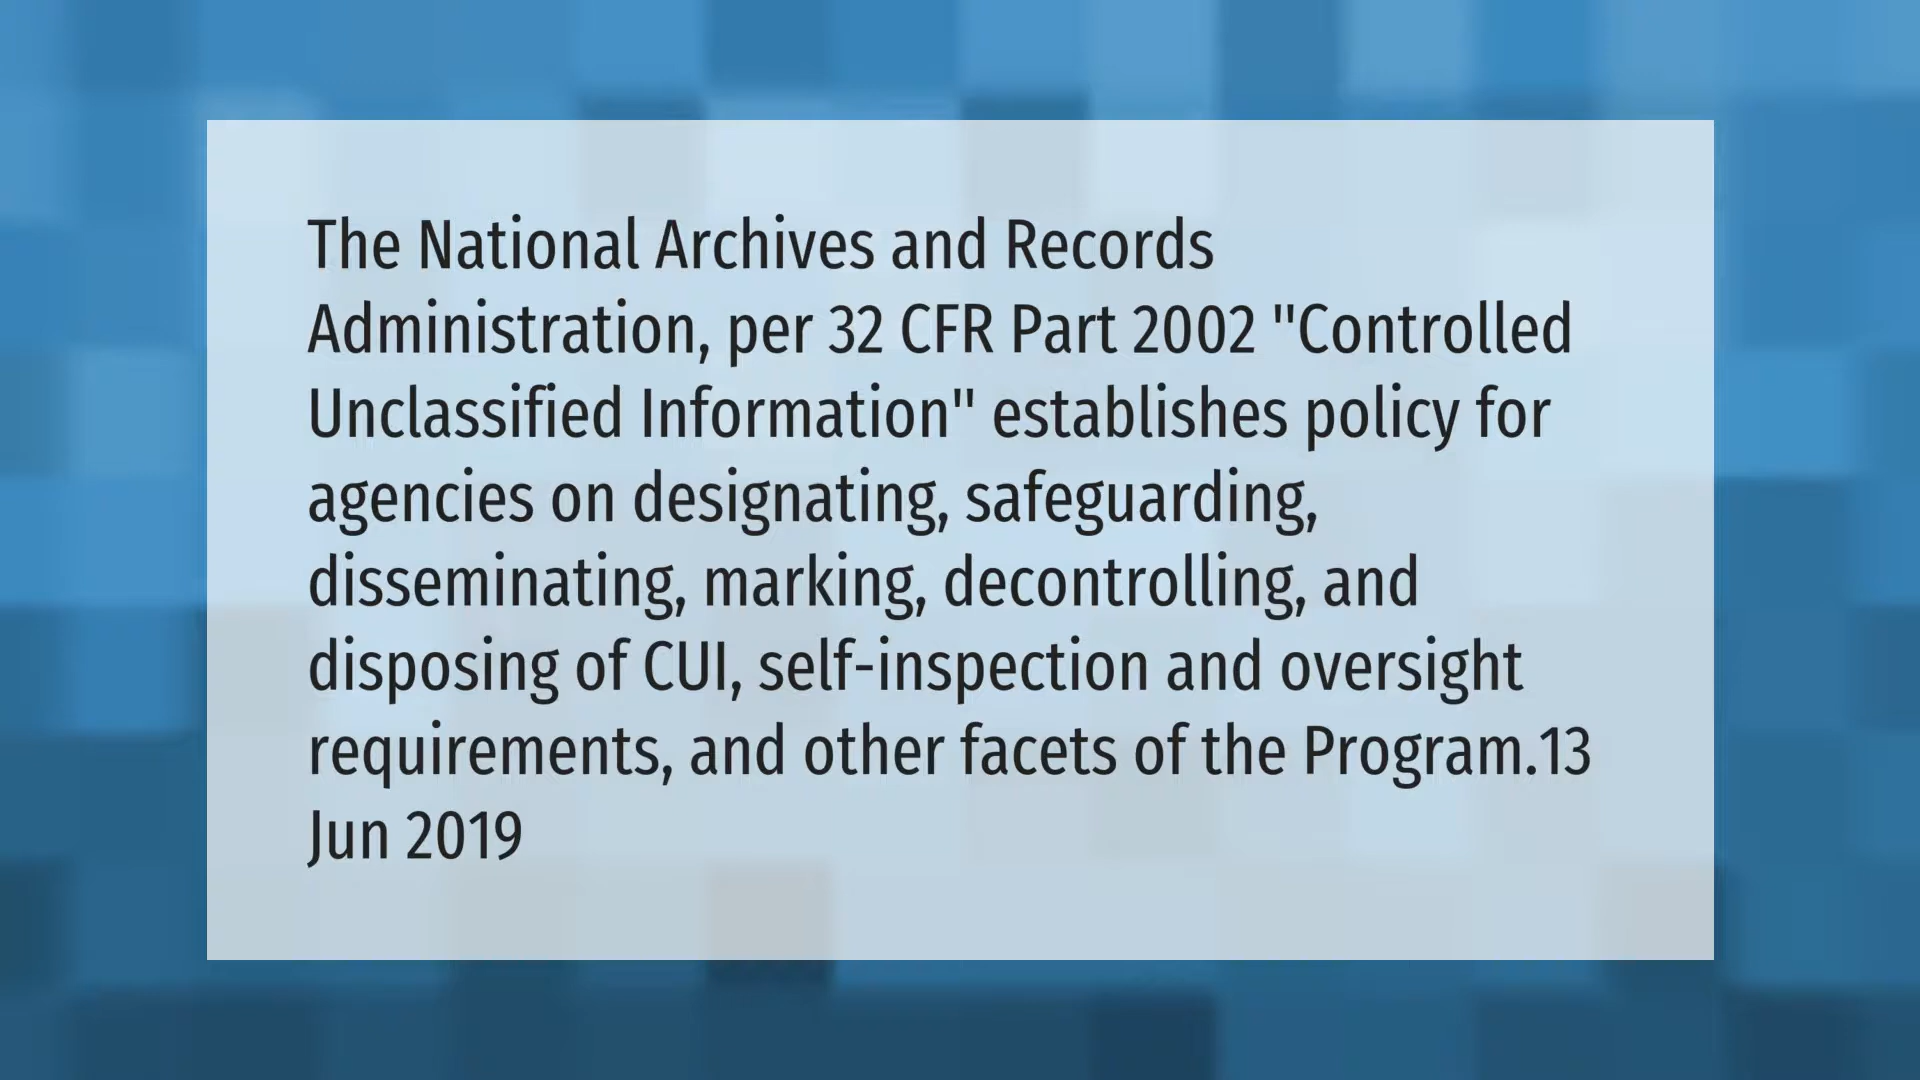 The National Archives and Records
Administration, per 32 CFR Part 2002 "Controlled
Unclassified Information" establishes policy for
agencies on designating, safeguarding,
disseminating, marking, decontrolling, and
disposing of CUI, self-inspection and oversight
requirements, and other facets of the Program.13
Jun 2019